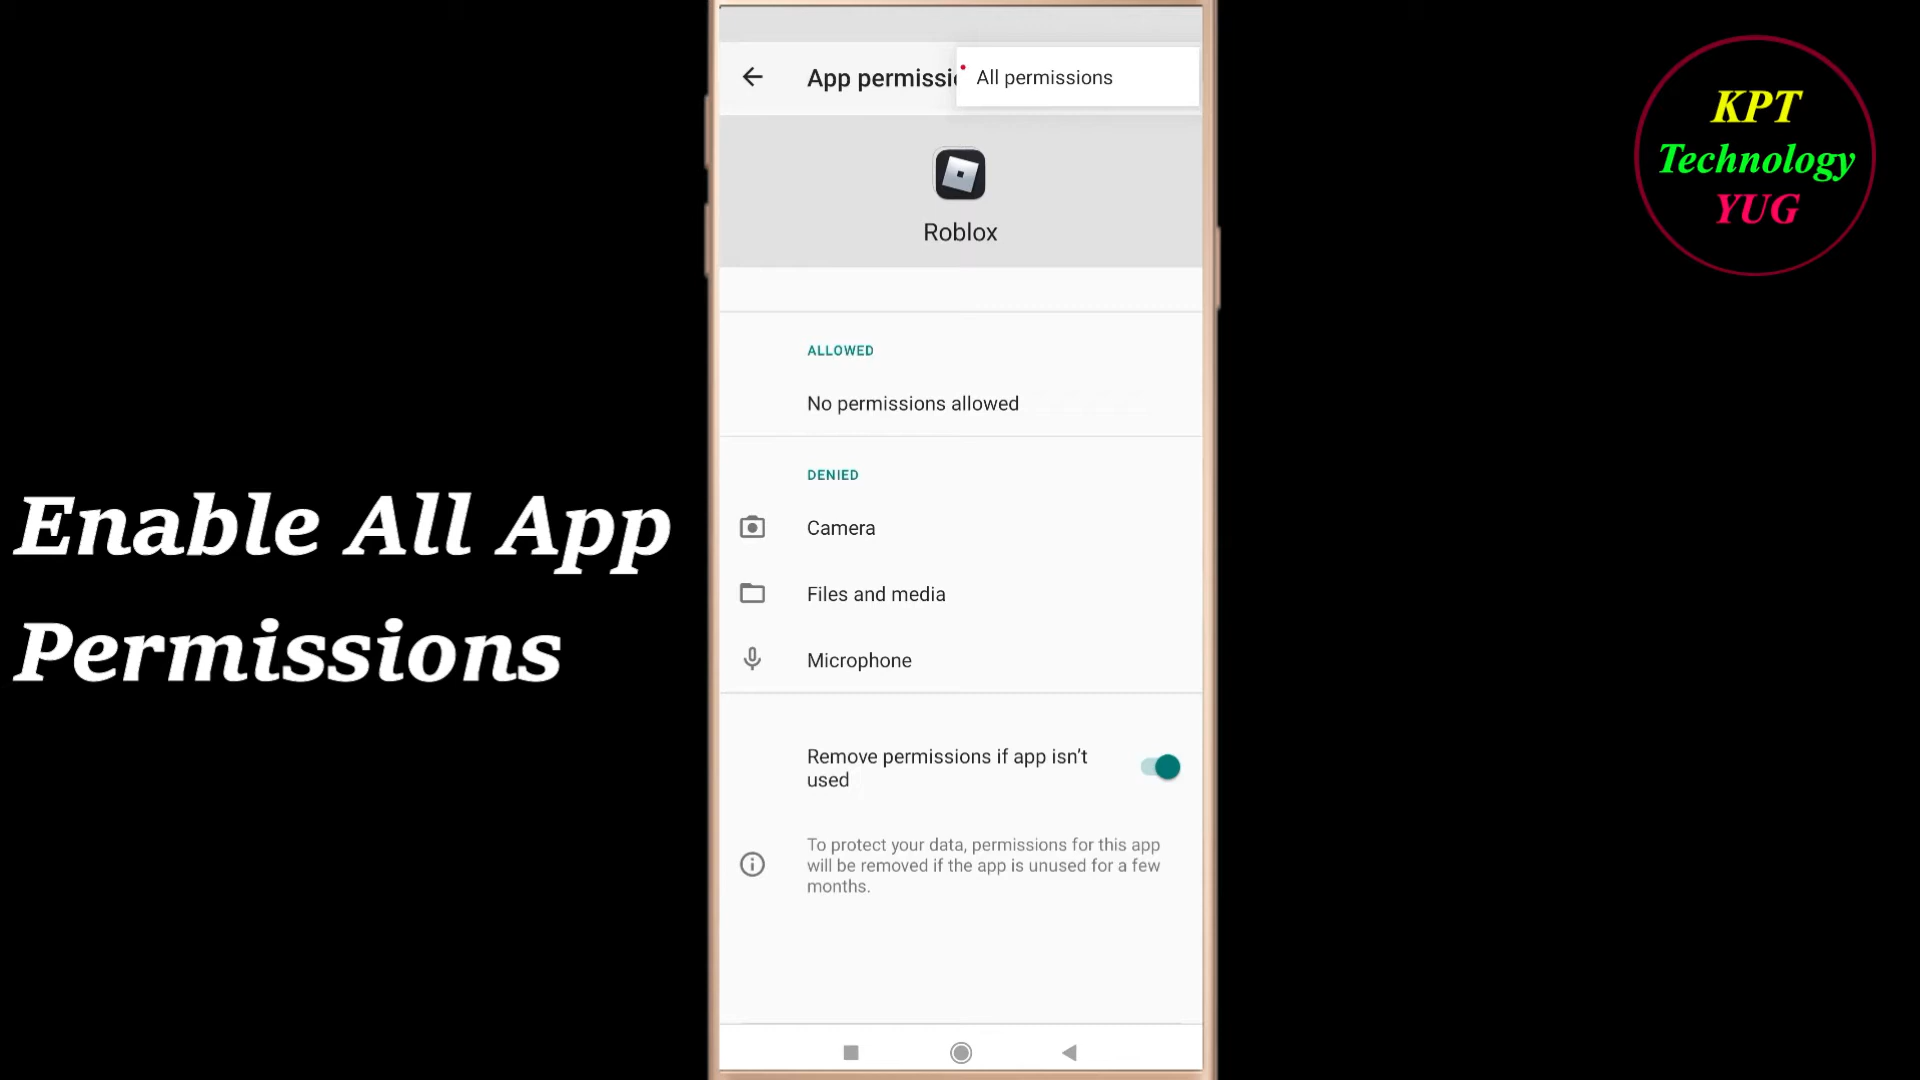 App permissi
All permissions
Roblox
ALLOWED
No permissions allowed
DENIED
Camera
Files and media
Microphone
Remove permissions if app isn’t
used
To protect your data, permissions for this app
will be removed if the app is unused for a few
months.
Enable All App
Permissions
KPT
Technology
YUG